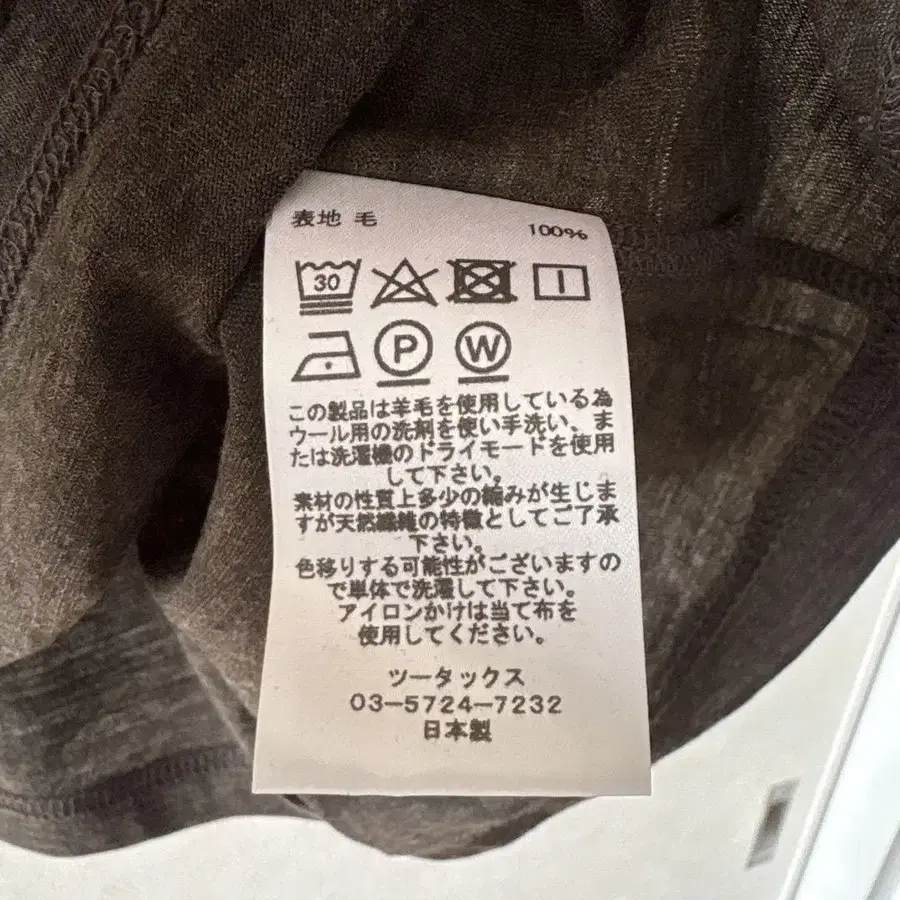 表地 毛 100%
30
P W
この製品は羊毛を使用している為
ウール用の洗剤を使い手洗い、ま
たは洗濯機のドライモードを使用
して下さい。
素材の性質上多少の縮みが生じま
すが天然繊維の特徴としてご了承
下さい。
色移りする可能性がございますの
で単体で洗濯して下さい。
アイロンかけは当て布を
使用してください。
ツータックス
03-5724-7232
日本製